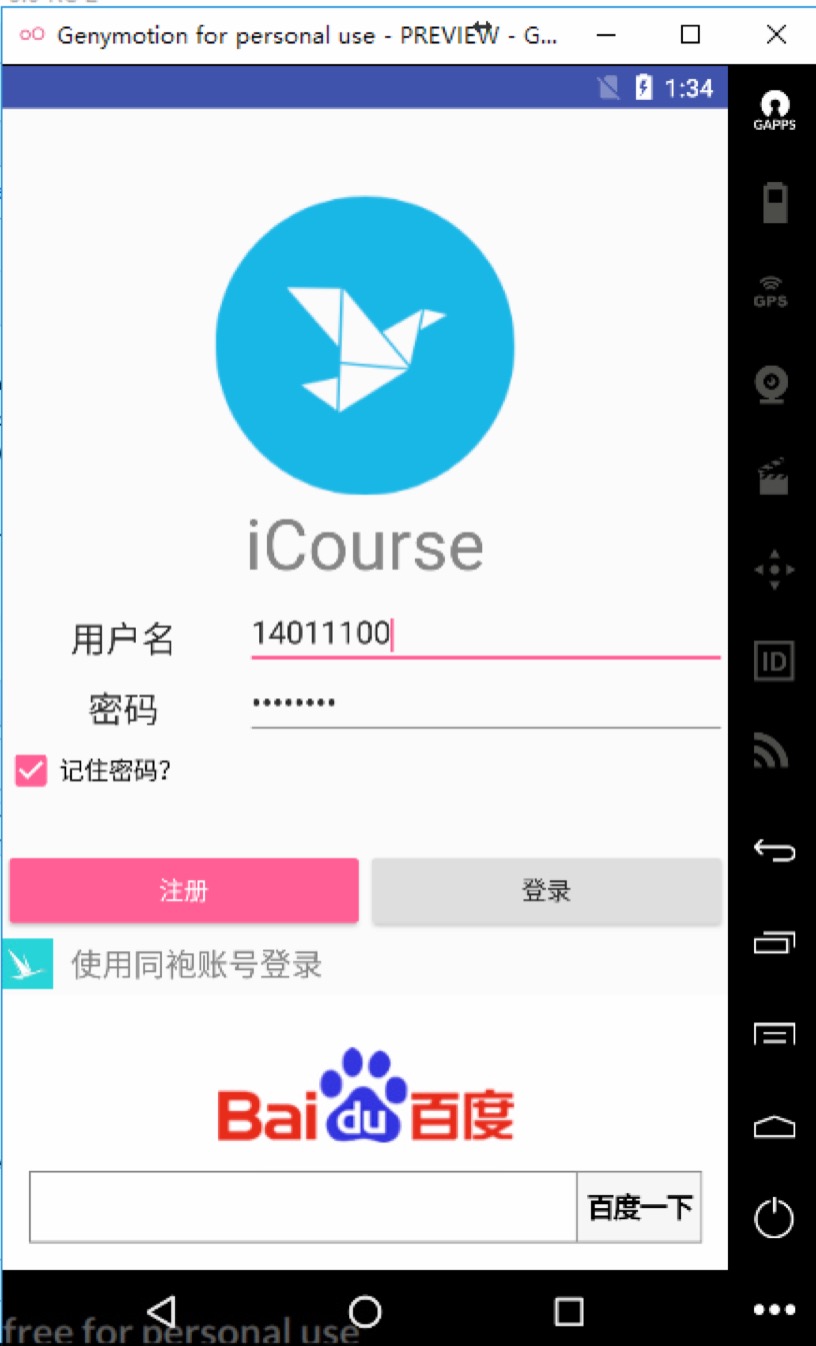 Genymotion for personal use - PREVIEW - G...
1:34
GAPPS
GPS
iCourse
用户名
14011100
密码
••••••••
ID
记住密码？
注册
登录
使用同袍账号登录
Bai du 百度
百度一下
free for personal use